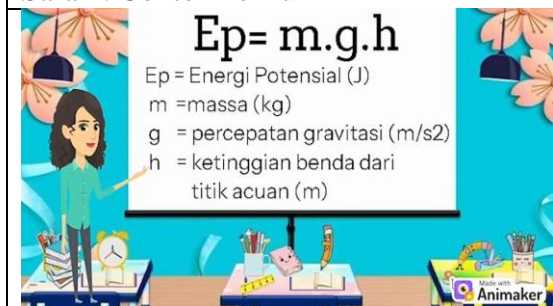 Ep= m.g.h
Ep = Energi Potensial (J)
m =massa (kg)
g = percepatan gravitasi (m/s2)
h = ketinggian benda dari
titik acuan (m)
Made with
Animaker